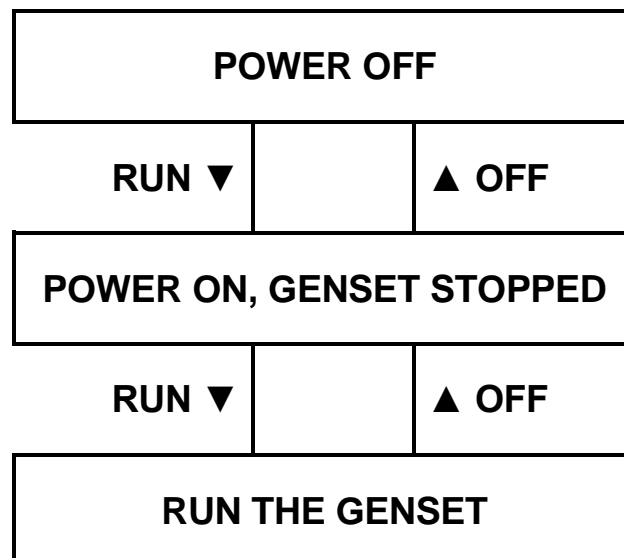 POWER OFF
RUN ▼ ▲ OFF
POWER ON, GENSET STOPPED
RUN ▼ ▲ OFF
RUN THE GENSET